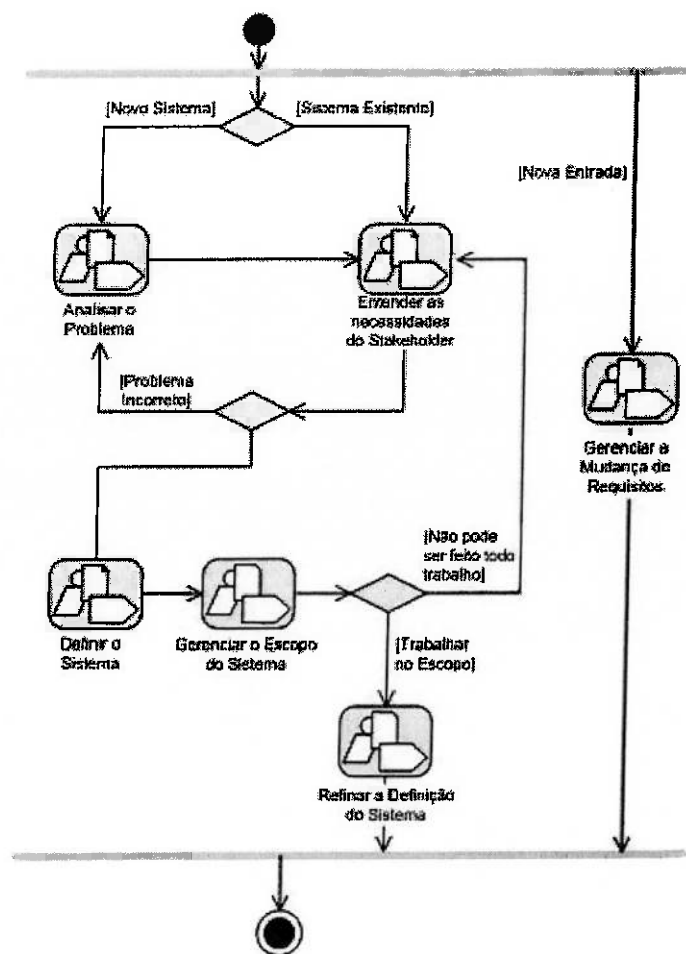 [Novo Sistema]
[Sistema Existente]
[Nova Entrada]
Analisar o
Problema
Entender as
necessidades
do Stakeholder
[Problema
Incorreto]
Gerenciar a
Mudança de
Requisitos
[Não pode
ser feito todo
trabalho]
Definir o
Sistema
Gerenciar o Escopo
do Sistema
[Trabalhar
no Escopo]
Refinar a Definição
do Sistema